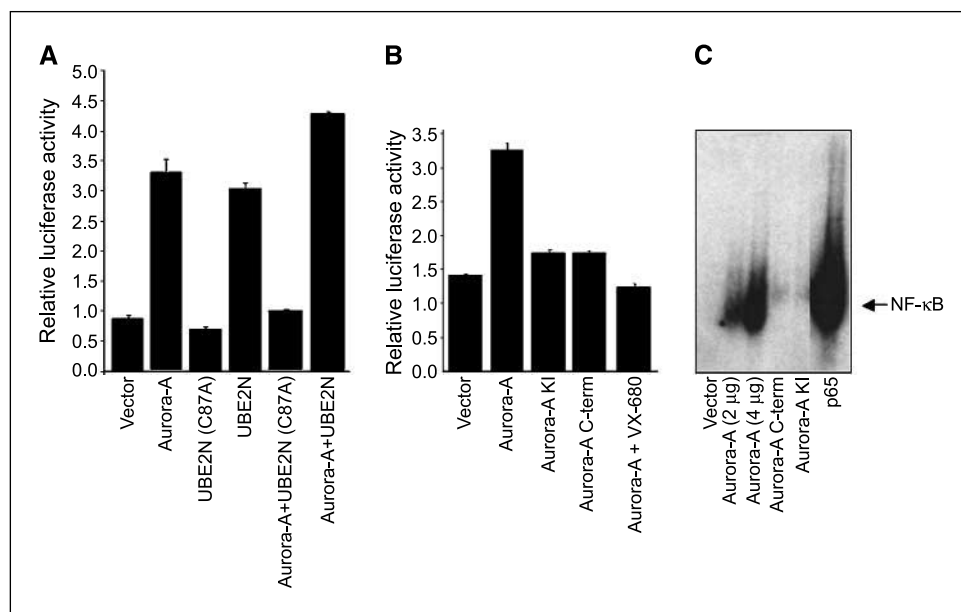 A
Relative luciferase activity
5.0
4.5
4.0
3.5
3.0
2.5
2.0
1.5
1.0
0.5
0.0
Vector
Aurora-A
UBE2N (C87A)
UBE2N
Aurora-A+UBE2N (C87A)
Aurora-A+UBE2N
B
Relative luciferase activity
3.5
3.0
2.5
2.0
1.5
1.0
0.5
0.0
Vector
Aurora-A
Aurora-A KI
Aurora-A C-term
Aurora-A + VX-680
C
NF-κB
Vector
Aurora-A (2 μg)
Aurora-A (4 μg)
Aurora-A C-term
Aurora-A KI
p65